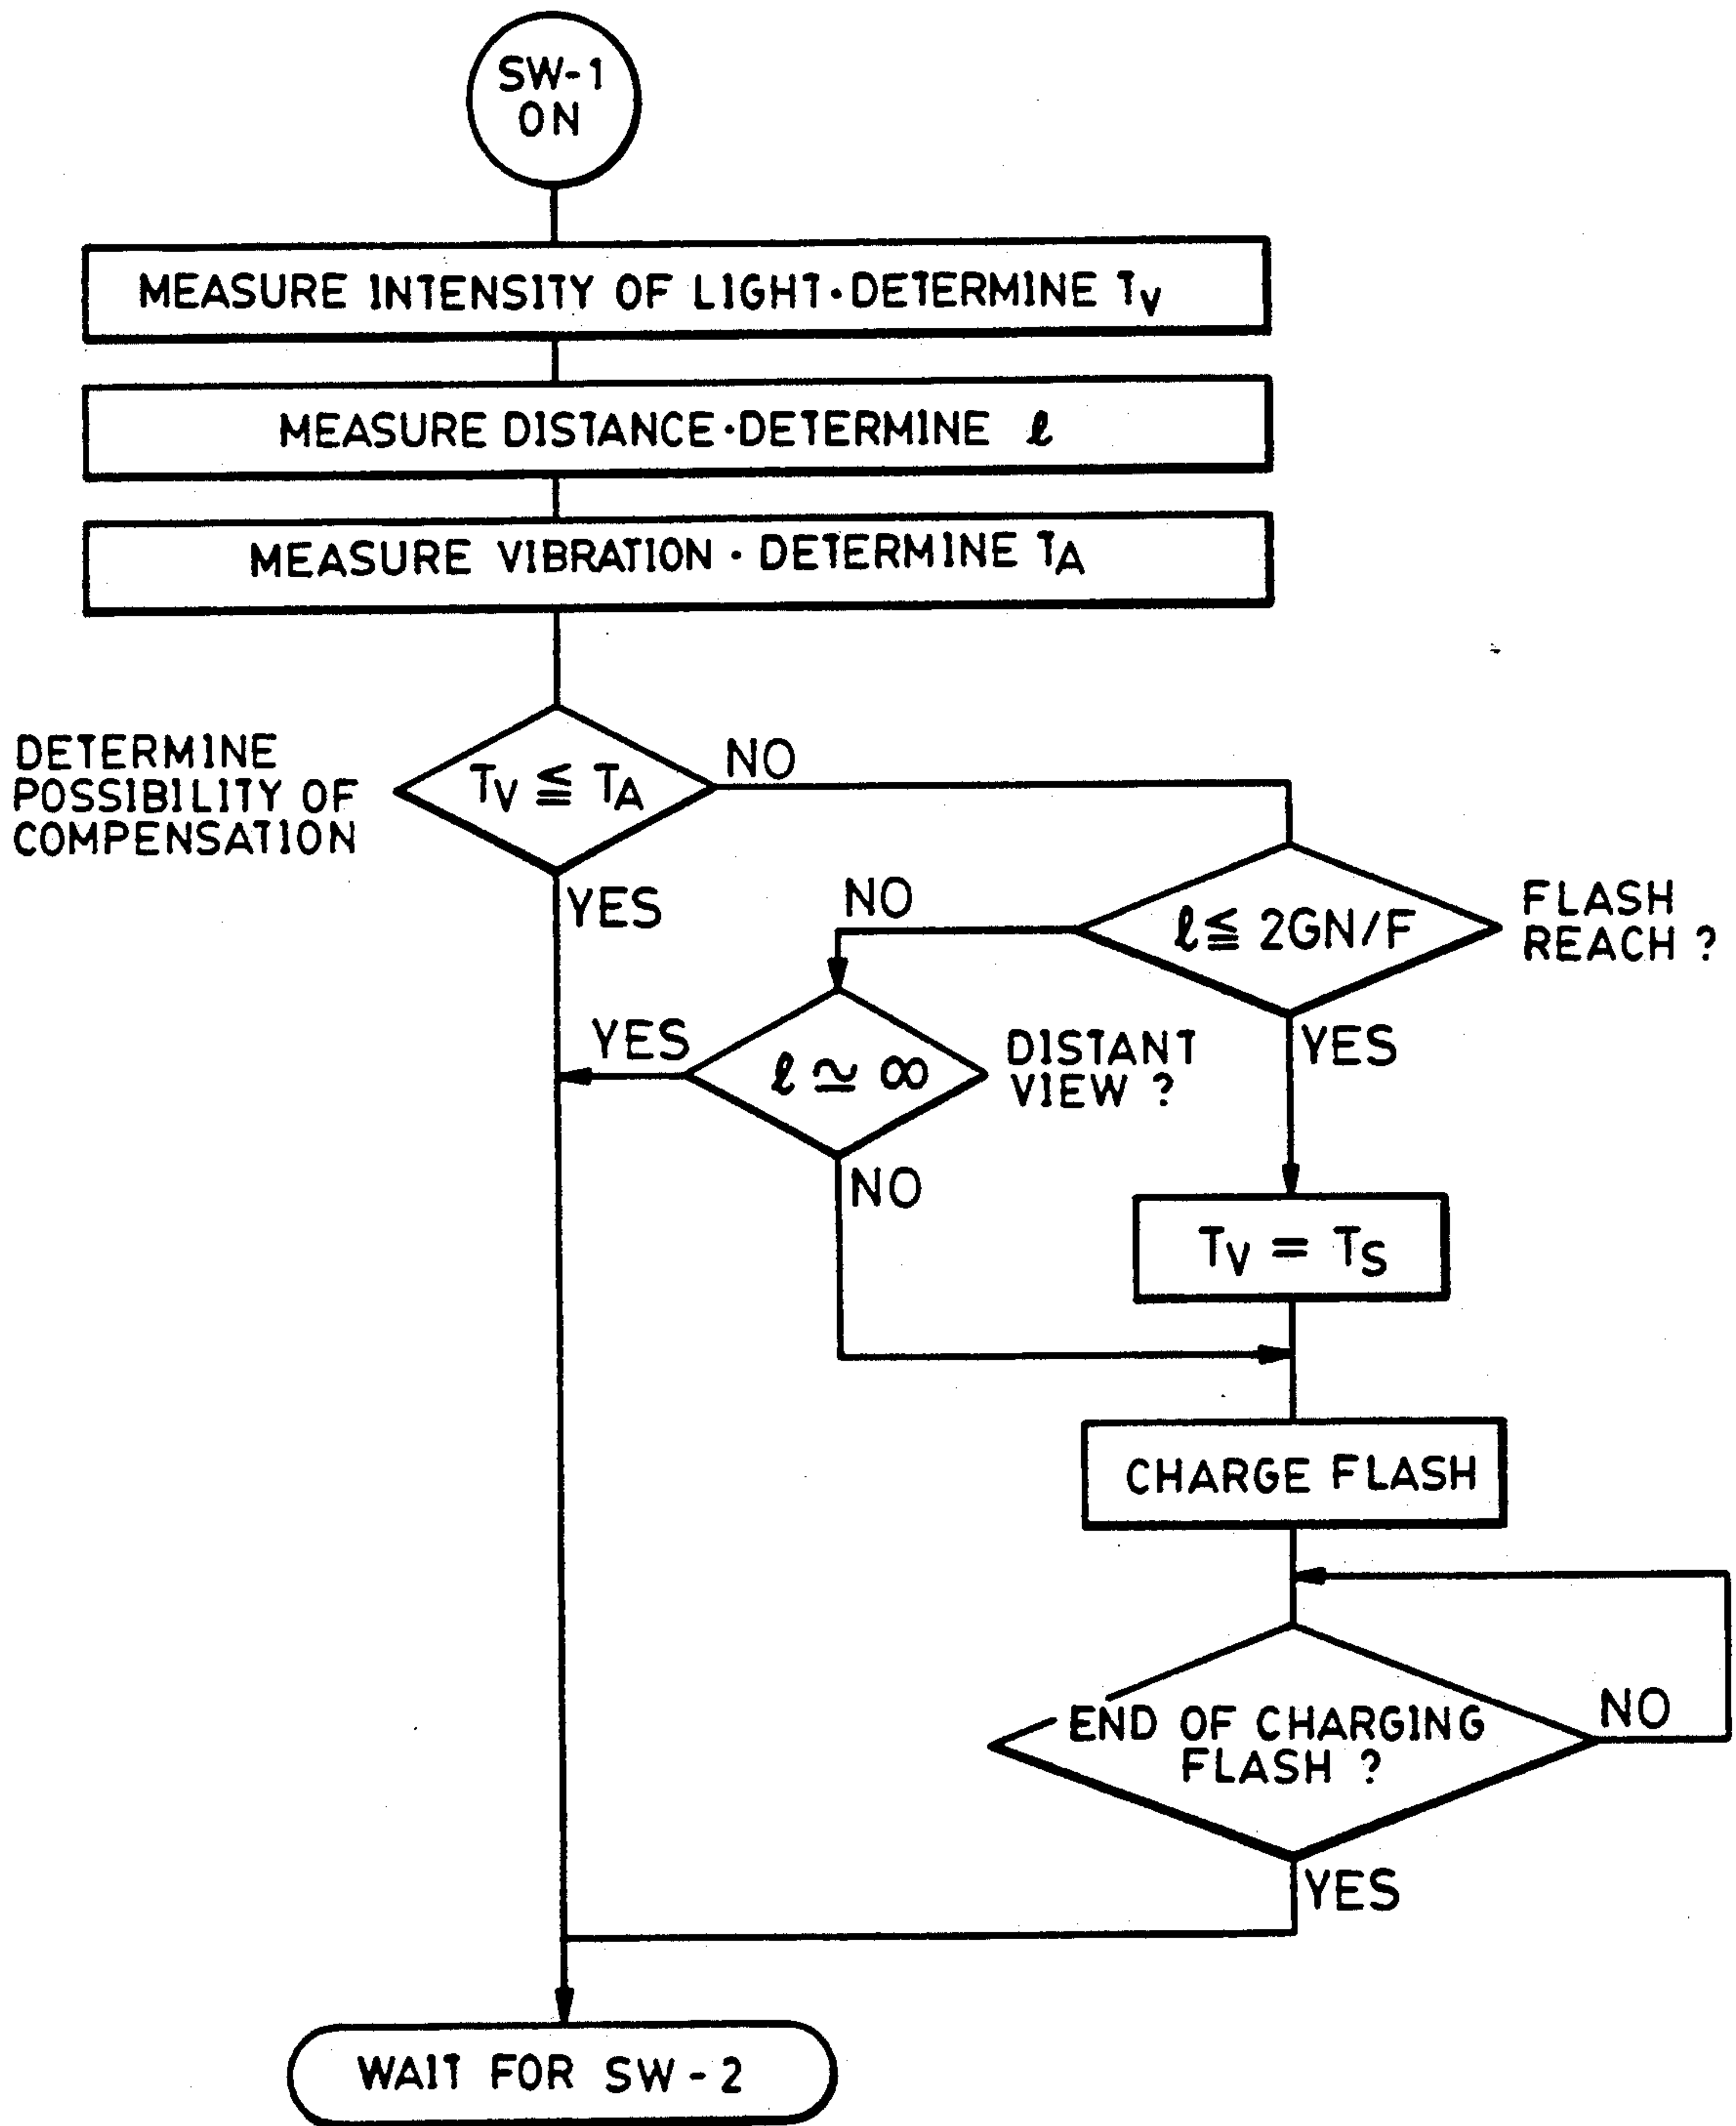 SW-1
ON
MEASURE INTENSITY OF LIGHT·DETERMINE TV
MEASURE DISTANCE·DETERMINE ℓ
MEASURE VIBRATION · DETERMINE TA
DETERMINE
POSSIBILITY OF
COMPENSATION
TV ≦ TA
NO
YES
ℓ ≦ 2GN/F
FLASH
REACH ?
NO
YES
ℓ ≃ ∞
DISTANT
VIEW ?
YES
NO
TV = TS
CHARGE FLASH
END OF CHARGING
FLASH ?
NO
YES
WAIT FOR SW-2